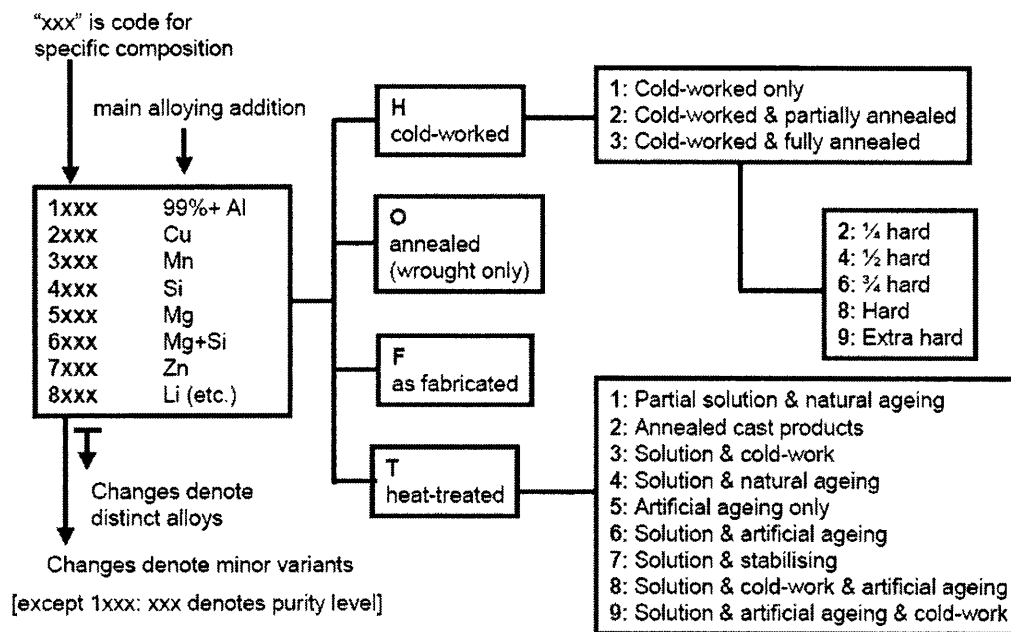 “xxx” is code for
specific composition
main alloying addition
1xxx 99%+ Al
2xxx Cu
3xxx Mn
4xxx Si
5xxx Mg
6xxx Mg+Si
7xxx Zn
8xxx Li (etc.)
Changes denote
distinct alloys
Changes denote minor variants
[except 1xxx: xxx denotes purity level]
H
cold-worked
O
annealed
(wrought only)
F
as fabricated
T
heat-treated
1: Cold-worked only
2: Cold-worked & partially annealed
3: Cold-worked & fully annealed
2: ¼ hard
4: ½ hard
6: ¾ hard
8: Hard
9: Extra hard
1: Partial solution & natural ageing
2: Annealed cast products
3: Solution & cold-work
4: Solution & natural ageing
5: Artificial ageing only
6: Solution & artificial ageing
7: Solution & stabilising
8: Solution & cold-work & artificial ageing
9: Solution & artificial ageing & cold-work